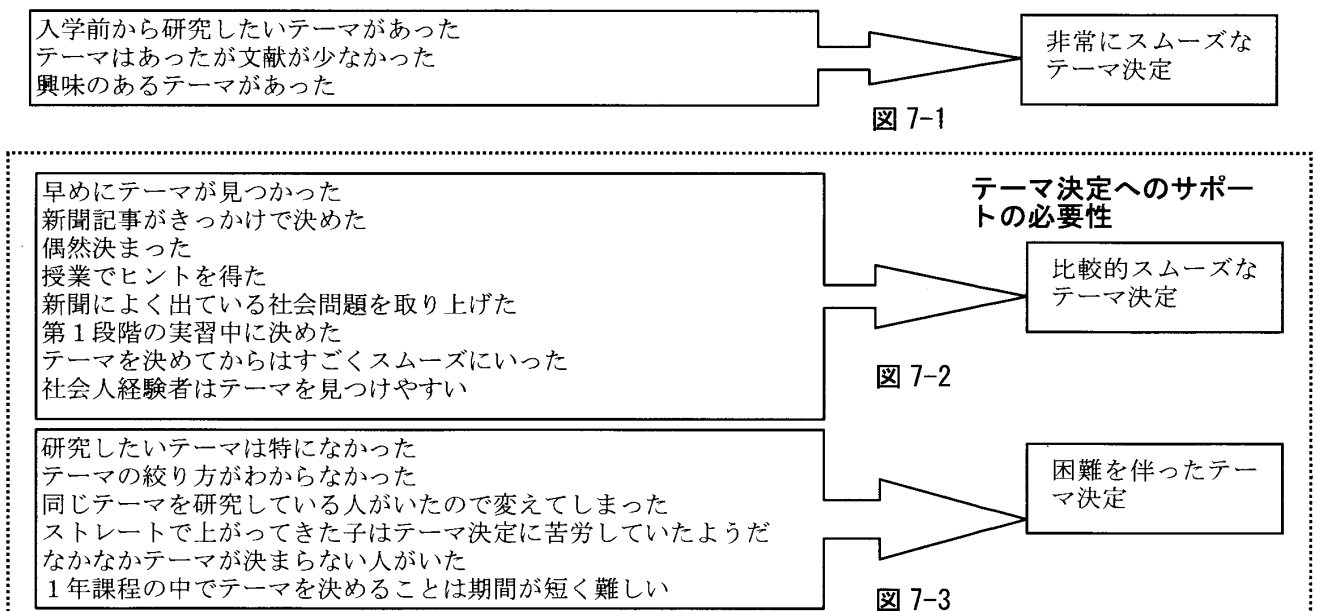 入学前から研究したいテーマがあった
テーマはあったが文献が少なかった
興味のあるテーマがあった
非常にスムーズな
テーマ決定
図 7-1
早めにテーマが見つかった
新聞記事がきっかけで決めた
偶然決まった
授業でヒントを得た
新聞によく出ている社会問題を取り上げた
第１段階の実習中に決めた
テーマを決めてからはすごくスムーズにいった
社会人経験者はテーマを見つけやすい
テーマ決定へのサポー
トの必要性
比較的スムーズな
テーマ決定
図 7-2
研究したいテーマは特になかった
テーマの絞り方がわからなかった
同じテーマを研究している人がいたので変えてしまった
ストレートで上がってきた子はテーマ決定に苦労していたようだ
なかなかテーマが決まらない人がいた
１年課程の中でテーマを決めることは期間が短く難しい
困難を伴ったテー
マ決定
図 7-3